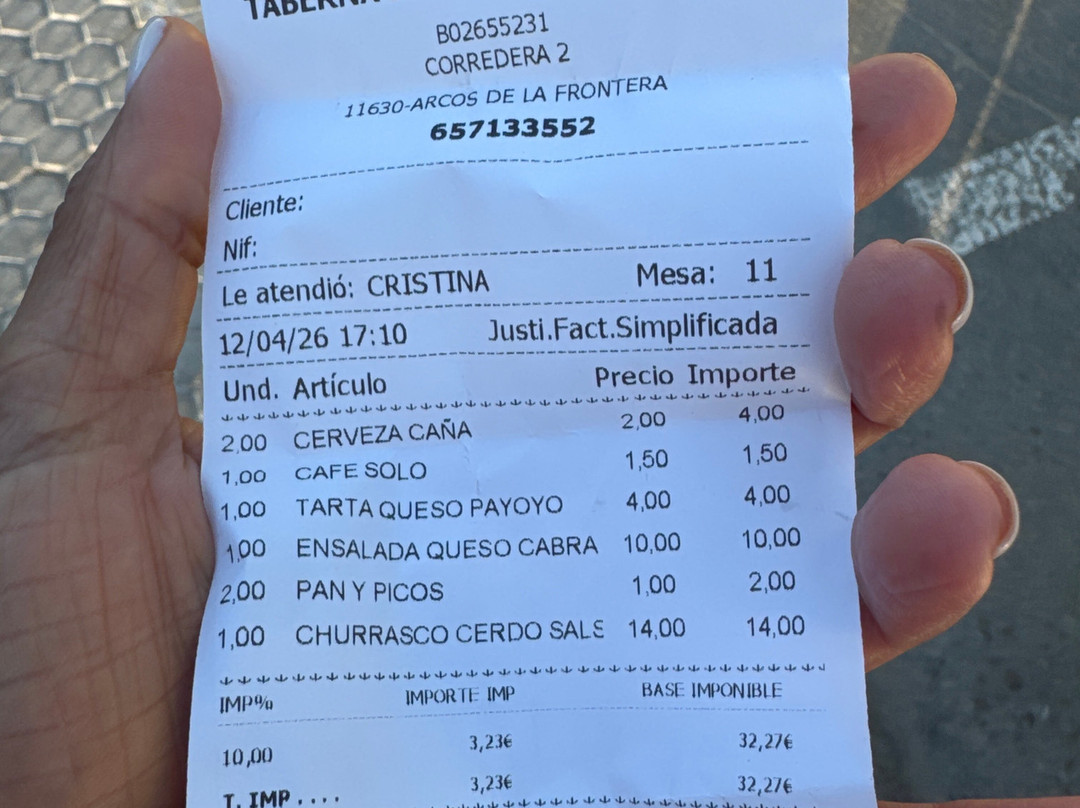 TABERNA
B02655231
CORREDERA 2
11630-ARCOS DE LA FRONTERA
657133552
Cliente:
Nif:
Le atendió: CRISTINA Mesa: 11
12/04/26 17:10 Justi.Fact.Simplificada
Und. Artículo Precio Importe
2,00 CERVEZA CAÑA 2,00 4,00
1,00 CAFE SOLO 1,50 1,50
1,00 TARTA QUESO PAYOYO 4,00 4,00
1,00 ENSALADA QUESO CABRA 10,00 10,00
2,00 PAN Y PICOS 1,00 2,00
1,00 CHURRASCO CERDO SALS 14,00 14,00
IMP% IMPORTE IMP BASE IMPONIBLE
10,00 3,23€ 32,27€
T. IMP .... 3,23€ 32,27€